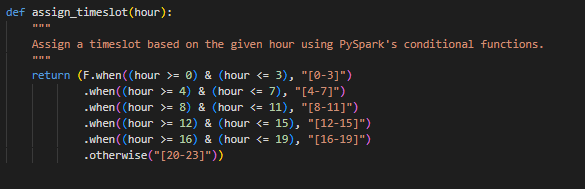 def assign_timeslot(hour):
    """
    Assign a timeslot based on the given hour using PySpark's conditional functions.
    """
    return (F.when((hour >= 0) & (hour <= 3), "[0-3]")
            .when((hour >= 4) & (hour <= 7), "[4-7]")
            .when((hour >= 8) & (hour <= 11), "[8-11]")
            .when((hour >= 12) & (hour <= 15), "[12-15]")
            .when((hour >= 16) & (hour <= 19), "[16-19]")
            .otherwise("[20-23]"))